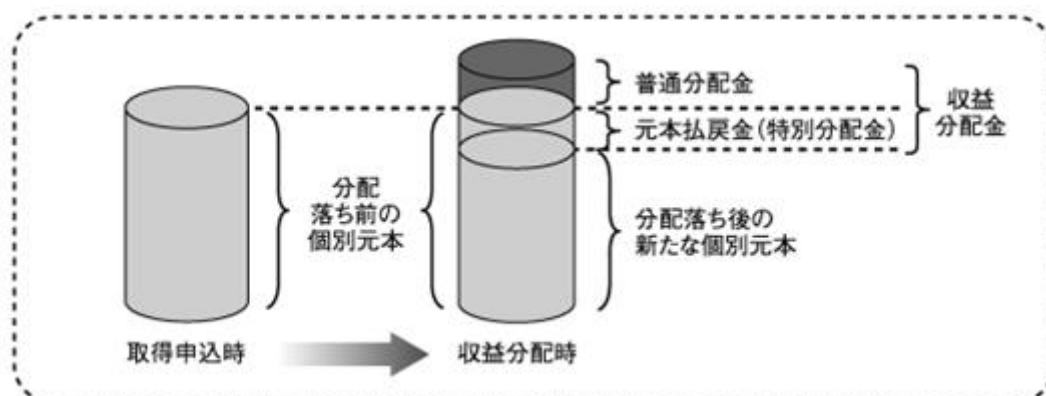 普通分配金
元本払戻金(特別分配金)
収益
分配金
分配
落ち前の
個別元本
分配落ち後の
新たな個別元本
取得申込時
収益分配時